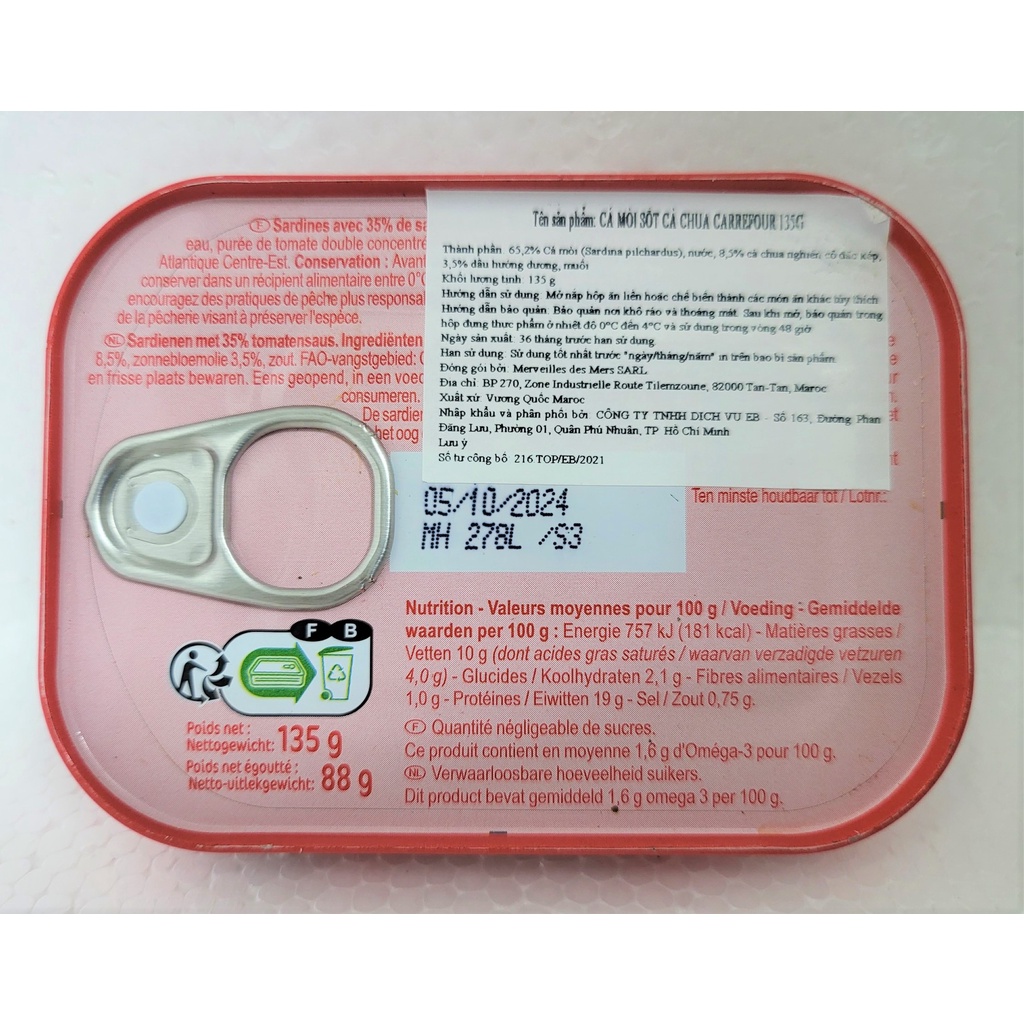 Ⓕ Sardines avec 35% de sa
eau, purée de tomate double concentré
Atlantique Centre-Est. Conservation : Avant
conserver dans un récipient alimentaire entre 0°C
encouragez des pratiques de pêche plus responsa
de la pêcherie visant à préserver l'espèce.
NL Sardienen met 35% tomatensaus. Ingrediënten
8,5%, zonnebloemolie 3,5%, zout. FAO-vangstgebied:
en frisse plaats bewaren. Eens geopend, in een voed
consumeren.
De sardien
het oog
Tên sản phẩm: CÁ MÒI SỐT CÀ CHUA CARREFOUR 135G
Thành phần: 65,2% Cá mòi (Sardina pilchardus), nước, 8,5% cà chua nghiền cô đặc kép,
3,5% dầu hướng dương, muối
Khối lượng tịnh: 135 g
Hướng dẫn sử dụng: Mở nắp hộp ăn liền hoặc chế biến thành các món ăn khác tùy thích
Hướng dẫn bảo quản: Bảo quản nơi khô ráo và thoáng mát. Sau khi mở, bảo quản trong
hộp đựng thực phẩm ở nhiệt độ 0°C đến 4°C và sử dụng trong vòng 48 giờ
Ngày sản xuất: 36 tháng trước hạn sử dụng
Hạn sử dụng: Sử dụng tốt nhất trước "ngày/tháng/năm" in trên bao bì sản phẩm
Đóng gói bởi: Merveilles des Mers SARL
Địa chỉ: BP 270, Zone Industrielle Route Tilemzoune, 82000 Tan-Tan, Maroc
Xuất xứ: Vương Quốc Maroc
Nhập khẩu và phân phối bởi: CÔNG TY TNHH DỊCH VỤ EB - Số 163, Đường Phan
Đăng Lưu, Phường 01, Quận Phú Nhuận, TP Hồ Chí Minh
Lưu ý
Số tự công bố: 216 TOP/EB/2021
Ten minste houdbaar tot / Lotnr.:
05/10/2024
MH 278L /S3
Nutrition - Valeurs moyennes pour 100 g / Voeding - Gemiddelde
waarden per 100 g : Energie 757 kJ (181 kcal) - Matières grasses /
Vetten 10 g (dont acides gras saturés / waarvan verzadigde vetzuren
4,0 g) - Glucides / Koolhydraten 2,1 g - Fibres alimentaires / Vezels
1,0 g - Protéines / Eiwitten 19 g - Sel / Zout 0,75 g.
Ⓕ Quantité négligeable de sucres.
Ce produit contient en moyenne 1,6 g d'Oméga-3 pour 100 g.
NL Verwaarloosbare hoeveelheid suikers.
Dit product bevat gemiddeld 1,6 g omega 3 per 100 g.
F B
Poids net :
Nettogewicht: 135 g
Poids net égoutté :
Netto-uitlekgewicht: 88 g